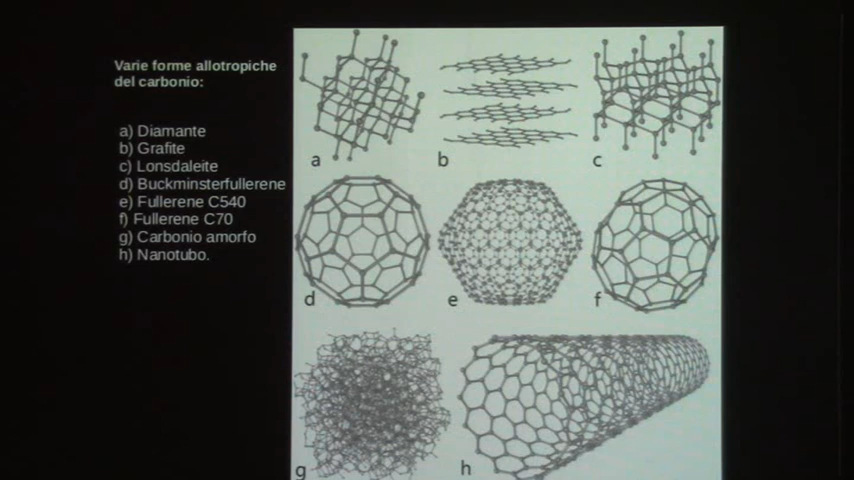 Varie forme allotropiche
del carbonio:
a) Diamante
b) Grafite
c) Lonsdaleite
d) Buckminsterfullerene
e) Fullerene C540
f) Fullerene C70
g) Carbonio amorfo
h) Nanotubo.
a b c
d e f
g h